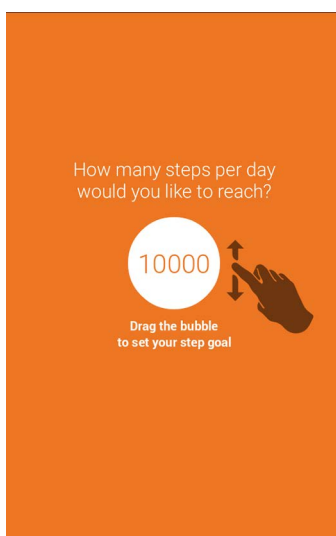 How many steps per day
would you like to reach?
10000
Drag the bubble
to set your step goal